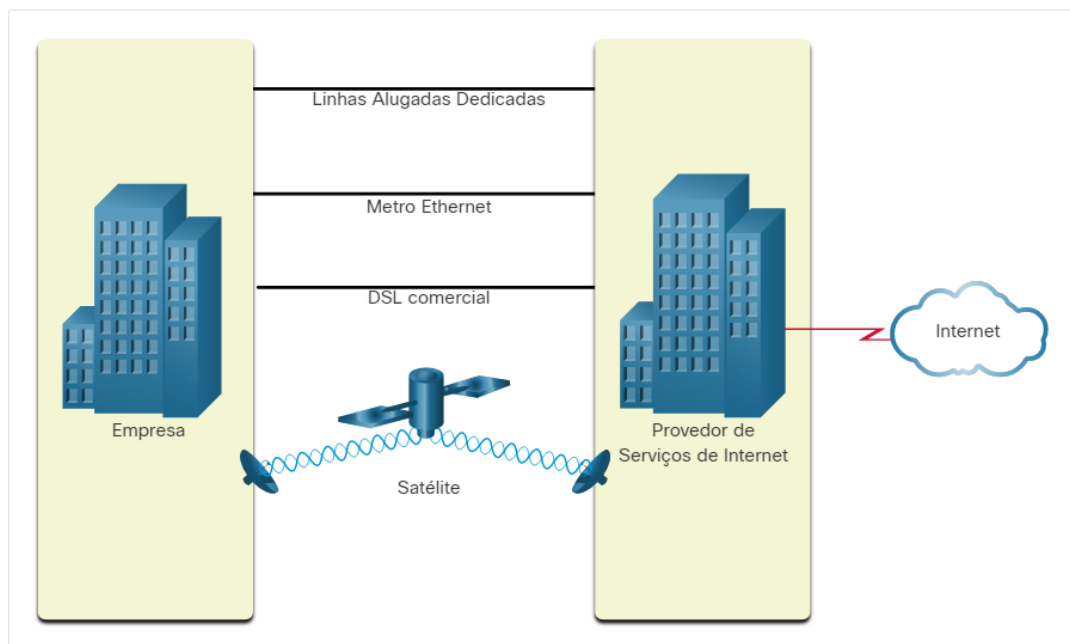 Linhas Alugadas Dedicadas
Metro Ethernet
DSL comercial
Internet
Empresa
Provedor de
Serviços de Internet
Satélite